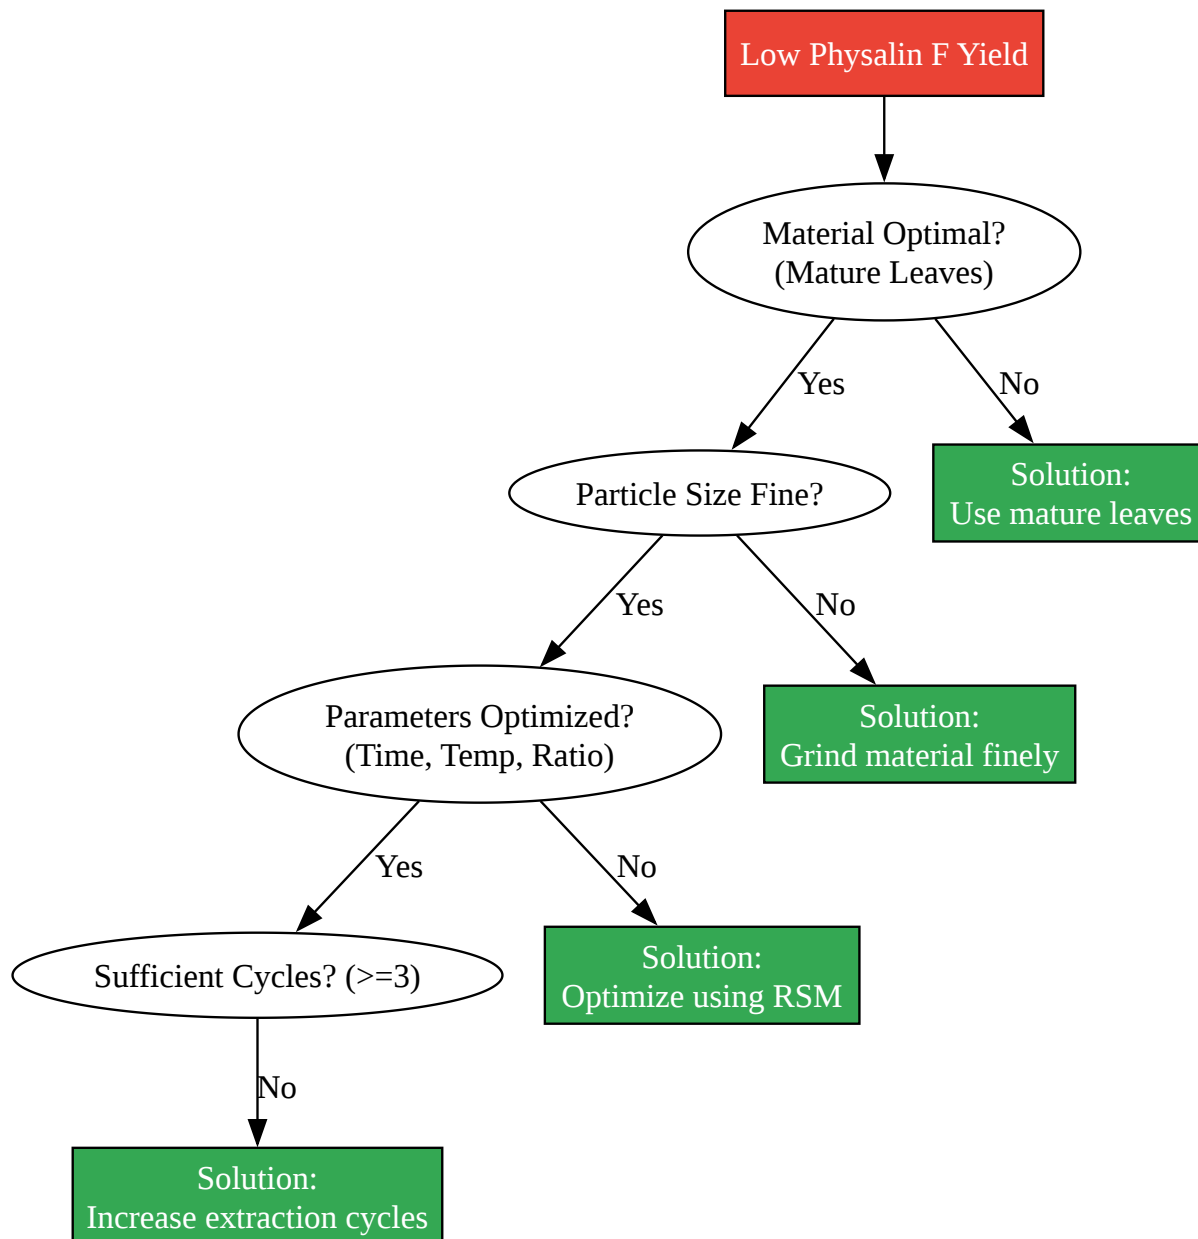 Low Physalin F Yield
Material Optimal?
(Mature Leaves)
Yes
No
Solution:
Use mature leaves
Particle Size Fine?
Yes
No
Solution:
Grind material finely
Parameters Optimized?
(Time, Temp, Ratio)
Yes
No
Solution:
Optimize using RSM
Sufficient Cycles? (>=3)
No
Solution:
Increase extraction cycles